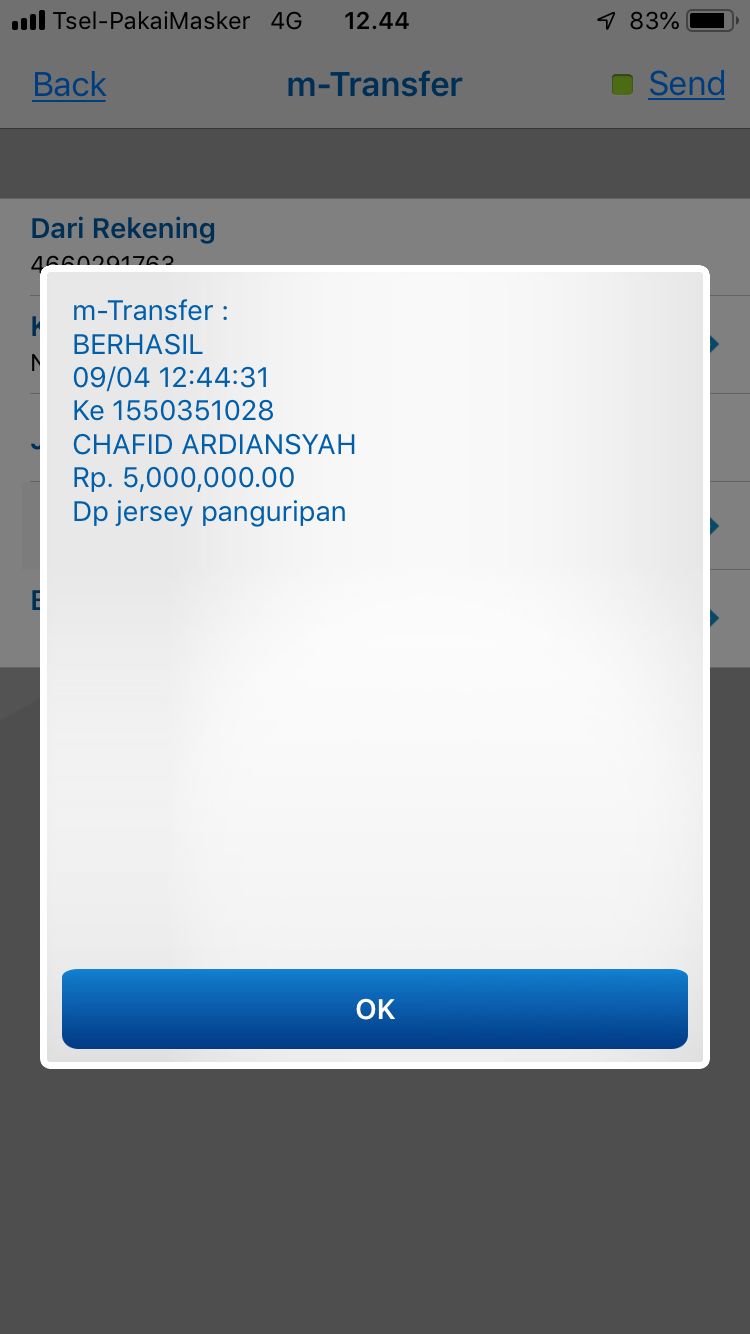 Tsel-PakaiMasker 4G 12.44 83%
Back m-Transfer Send
Dari Rekening
4660291763
m-Transfer :
BERHASIL
09/04 12:44:31
Ke 1550351028
CHAFID ARDIANSYAH
Rp. 5,000,000.00
Dp jersey panguripan
OK